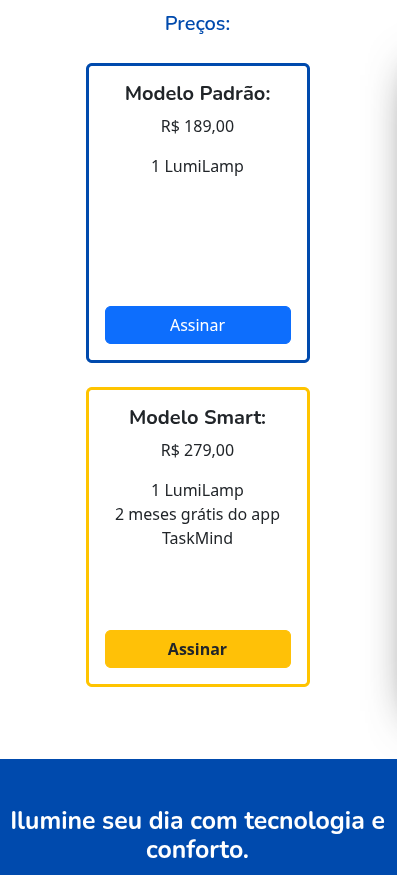 Preços:
Modelo Padrão:
R$ 189,00
1 LumiLamp
Assinar
Modelo Smart:
R$ 279,00
1 LumiLamp
2 meses grátis do app
TaskMind
Assinar
Ilumine seu dia com tecnologia e
conforto.